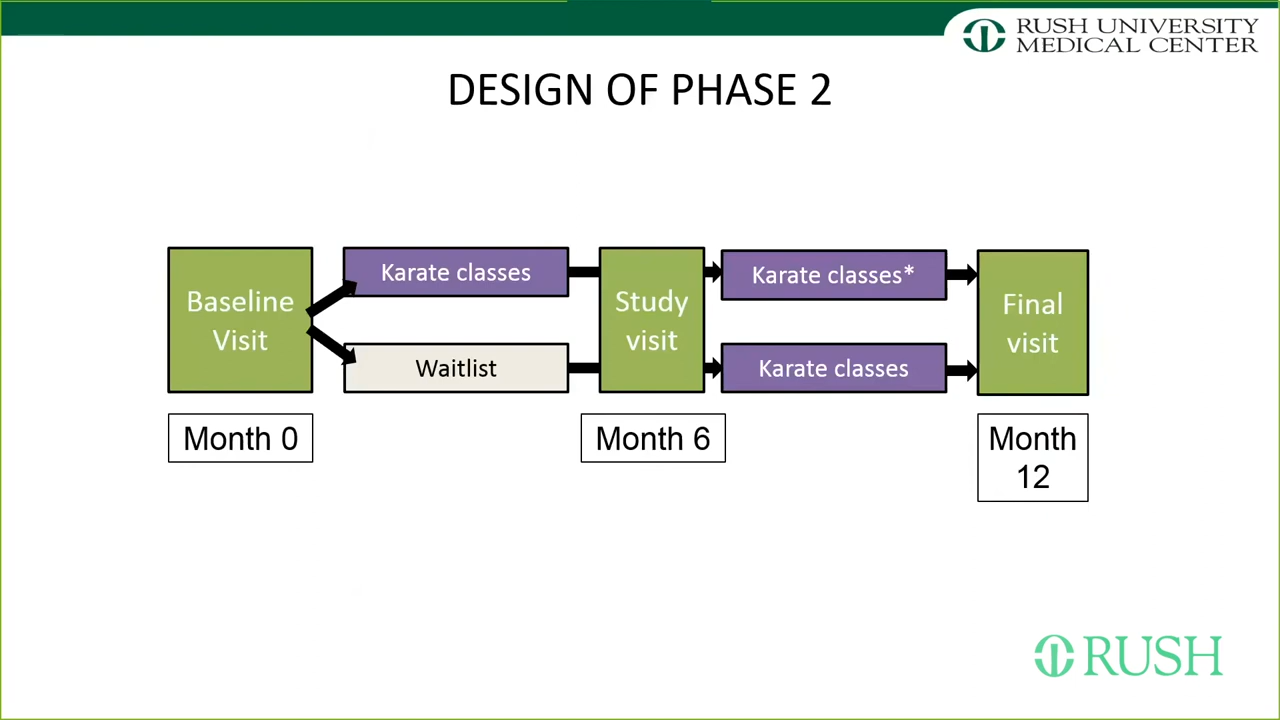 RUSH UNIVERSITY
MEDICAL CENTER
DESIGN OF PHASE 2
Baseline
Visit
Karate classes
Waitlist
Study
visit
Karate classes*
Karate classes
Final
visit
Month 0
Month 6
Month
12
RUSH